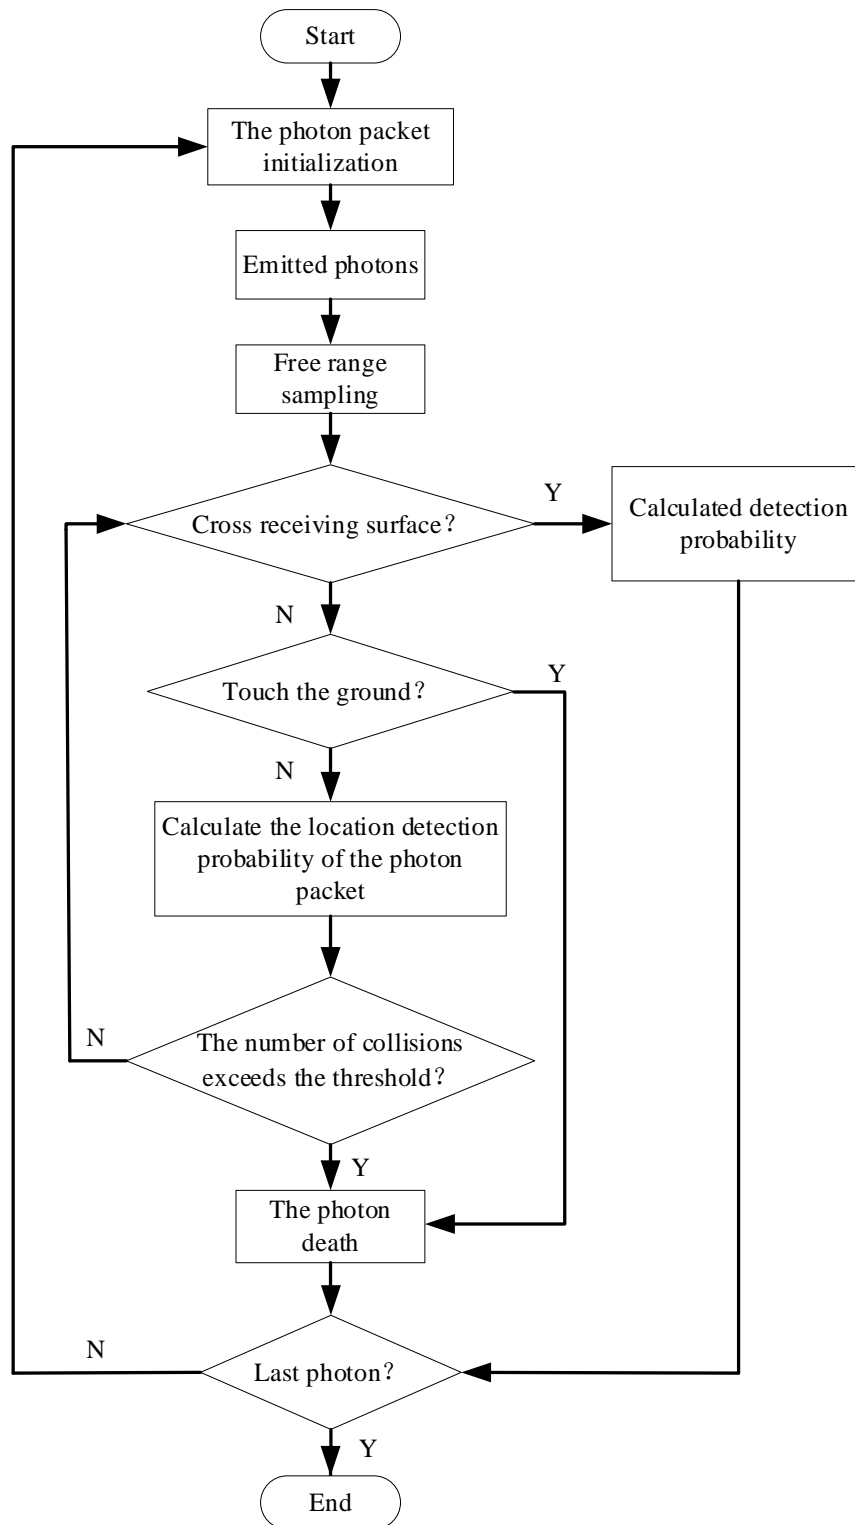 Start
The photon packet
initialization
Emitted photons
Free range
sampling
Cross receiving surface？
Y
Calculated detection
probability
N
Touch the ground？
Y
N
Calculate the location detection
probability of the photon
packet
The number of collisions
exceeds the threshold？
N
Y
The photon
death
Last photon？
N
Y
End